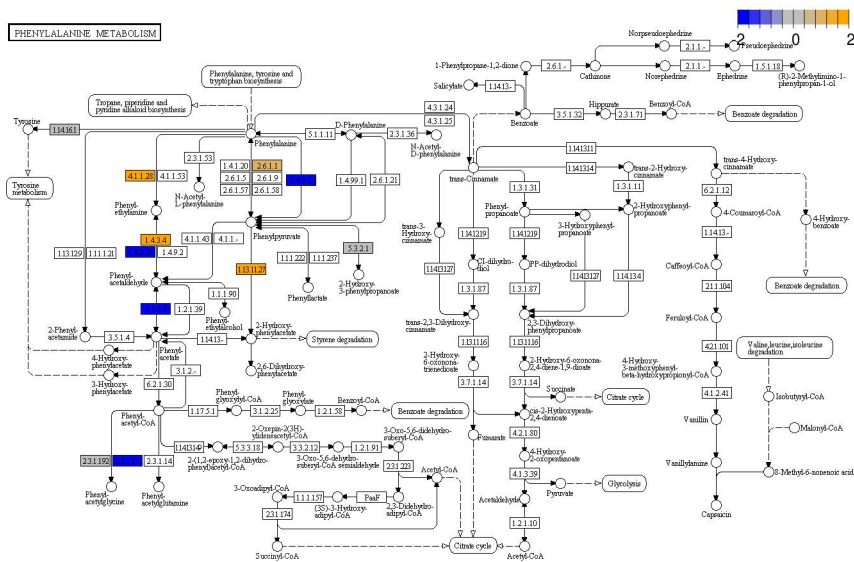 PHENYLALANINE METABOLISM
-2 -1 0 1 2
Norpseudoephedrine
2.1.1.-
Pseudoephedrine
1-Phenylpropane-1,2-dione
2.6.1.-
Cathinone
2.1.1.-
1.5.1.18
Norephedrine
Ephedrine
(R)-2-Methylimino-1-
phenylpropan-1-ol
Phenylalanine, tyrosine and
tryptophan biosynthesis
Salicylate
1.14.13.-
Tropane, piperidine and
pyridine alkaloid biosynthesis
4.3.1.24
4.3.1.25
Benzoate
3.5.1.32
Hippurate
2.3.1.71
Benzoyl-CoA
Benzoate degradation
Tyrosine
1.14.16.1
Phenylalanine
5.1.1.11
D-Phenylalanine
2.3.1.36
N-Acetyl-
D-phenylalanine
1.14.13.11
2.3.1.53
1.4.1.20
2.6.1.1
2.6.1.5
2.6.1.9
2.6.1.57
2.6.1.58
1.4.99.1
2.6.1.21
4.1.1.28
4.1.1.53
N-Acetyl-
L-phenylalanine
Tyrosine
metabolism
trans-Cinnamate
1.14.13.14
trans-2-Hydroxy-
cinnamate
trans-4-Hydroxy-
cinnamate
1.3.1.31
1.3.1.11
6.2.1.12
Phenyl-
ethylamine
Phenyl-
propanoate
2-Hydroxyphenyl-
propanoate
3-Hydroxyphenyl-
propanoate
4-Coumaroyl-CoA
4-Hydroxy-
benzoate
trans-3-
Hydroxy-
cinnamate
1.14.12.19
1.14.12.19
1.14.13.-
1.13.12.9
1.11.1.21
1.4.3.4
1.4.9.2
4.1.1.43
4.1.1.-
Phenylpyruvate
1.1.1.222
1.1.1.237
5.3.2.1
1.13.11.27
Phenyl-
acetaldehyde
Phenyllactate
2-Hydroxy-
3-phenylpropanoate
1.14.13.127
CI-dihydro-
diol
PP-dihydrodiol
1.14.13.127
1.14.13.4
Caffeoyl-CoA
Benzoate degradation
1.2.1.39
1.1.1.90
Phenyl-
ethylalcohol
1.3.1.87
1.3.1.87
2.1.1.104
trans-2,3-Dihydroxy-
cinnamate
2,3-Dihydroxy-
phenylpropanoate
Feruloyl-CoA
2-Phenyl-
acetamide
3.5.1.4
Phenyl-
acetate
1.14.13.-
2-Hydroxy-
phenylacetate
Styrene degradation
1.13.11.16
1.13.11.16
4.2.1.101
Valine, leucine, isoleucine
degradation
4-Hydroxy-
phenylacetate
3-Hydroxy-
phenylacetate
2,6-Dihydroxy-
phenylacetate
2-Hydroxy-
6-oxonona-
trienedioate
2-Hydroxy-6-oxonona-
2,4-diene-1,9-dioate
4-Hydroxy-
3-methoxyphenyl-
beta-hydroxypropionyl-CoA
6.2.1.30
3.1.2.-
3.7.1.14
3.7.1.14
Succinate
Citrate cycle
4.1.2.41
Isobutyryl-CoA
Phenyl-
acetyl-CoA
1.17.5.1
Phenyl-
glyoxylyl-CoA
3.1.2.25
Phenyl-
glyoxylate
1.2.1.58
Benzoyl-CoA
Benzoate degradation
cis-2-Hydroxypenta-
2,4-dienoate
Vanillin
Malonyl-CoA
1.14.13.149
2-Oxepin-2(3H)-
ylideneacetyl-CoA
5.3.3.18
3.3.2.12
1.2.1.91
3-Oxo-5,6-didehydro-
suberyl-CoA
Fumarate
4.2.1.80
2-(1,2-epoxy-1,2-dihydro-
phenyl)acetyl-CoA
3-Oxo-5,6-dehydro-
suberyl-CoA semialdehyde
4-Hydroxy-
2-oxopentanoate
Vanillylamine
8-Methyl-6-nonenoic acid
2.3.1.192
2.3.1.14
2.3.1.223
4.1.3.39
Phenyl-
acetylglycine
Phenyl-
acetylglutamine
3-Oxoadipyl-CoA
1.1.1.157
PaaF
Acetyl-CoA
Acetaldehyde
Pyruvate
Glycolysis
Capsaicin
2.3.1.174
(3S)-3-Hydroxy-
adipyl-CoA
2,3-Didehydro-
adipyl-CoA
1.2.1.10
Succinyl-CoA
Citrate cycle
Acetyl-CoA